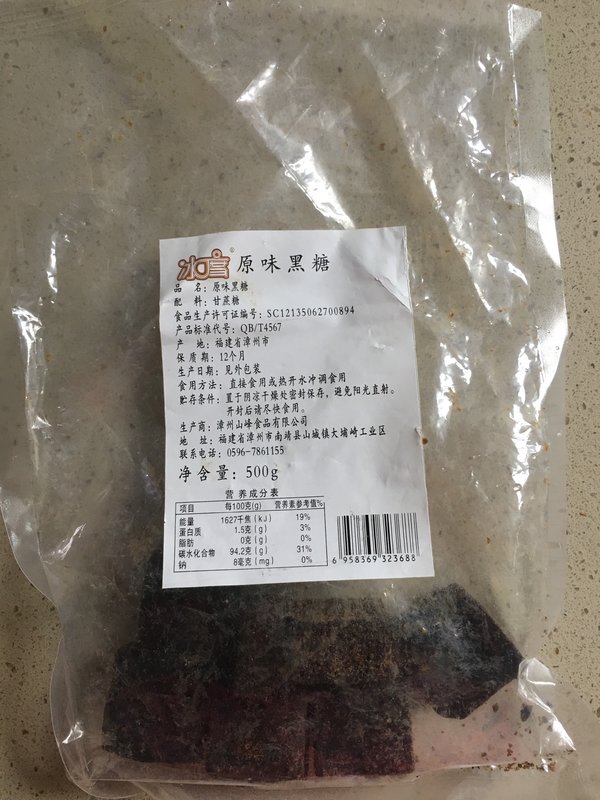 冰喜® 原味黑糖
品 名：原味黑糖
配 料：甘蔗糖
食品生产许可证编号：SC12135062700894
产品标准代号：QB/T4567
产 地：福建省漳州市
保质期：12个月
生产日期：见外包装
食用方法：直接食用或热开水冲调食用
贮存条件：置于阴凉干燥处密封保存，避免阳光直射。
开封后请尽快食用。
生产商：漳州山峰食品有限公司
地 址：福建省漳州市南靖县山城镇大埔崎工业区
联系电话：0596-7861155
净含量：500g
营养成分表
项目 每100克(g) 营养素参考值%
能量 1627千焦(kJ) 19%
蛋白质 1.5克(g) 3%
脂肪 0克(g) 0%
碳水化合物 94.2克(g) 31%
钠 8毫克(mg) 0%
6 958369 323688